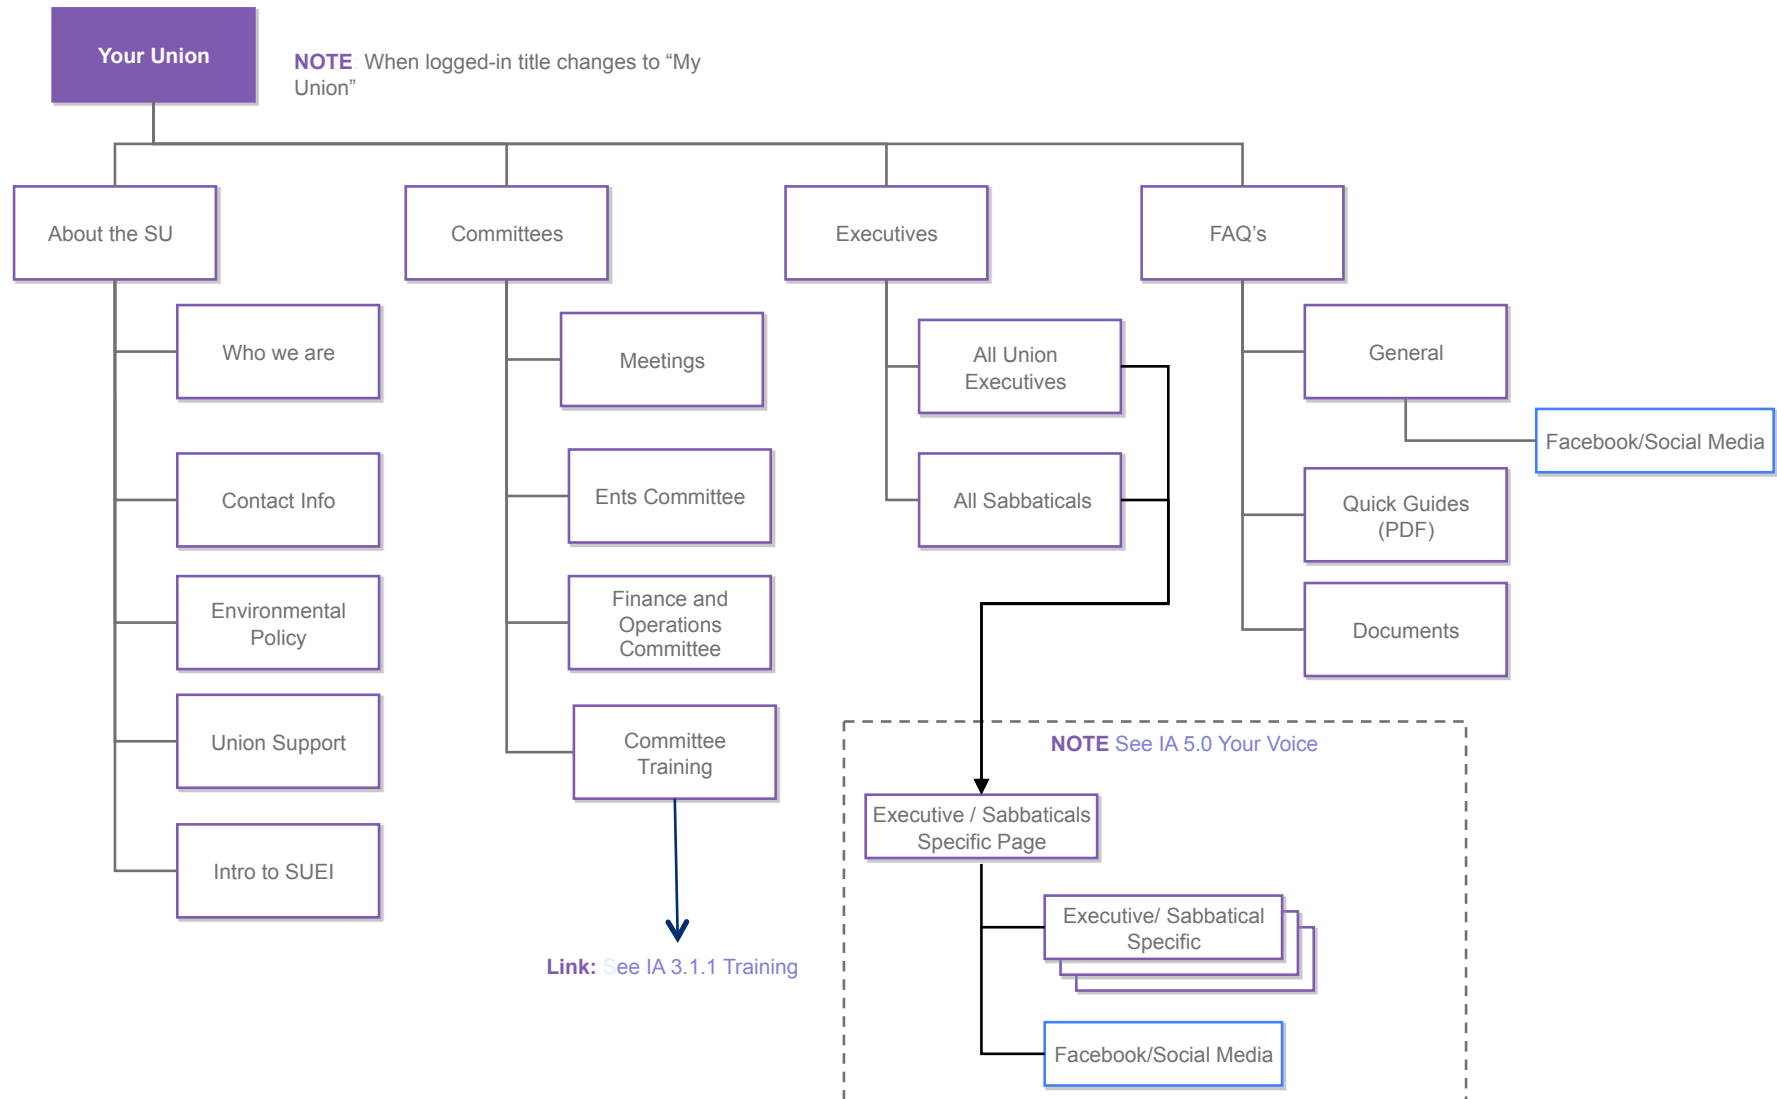 Your Union
NOTE: When logged-in title changes to “My
Union”
About the SU
Committees
Executives
FAQ’s
Who we are
Contact Info
Environmental
Policy
Union Support
Intro to SUEI
Meetings
Ents Committee
Finance and
Operations
Committee
Committee
Training
Link: See IA 3.1.1 Training
All Union
Executives
All Sabbaticals
General
Facebook/Social Media
Quick Guides
(PDF)
Documents
NOTE See IA 5.0 Your Voice
Executive / Sabbaticals
Specific Page
Executive/ Sabbatical
Specific
Facebook/Social Media